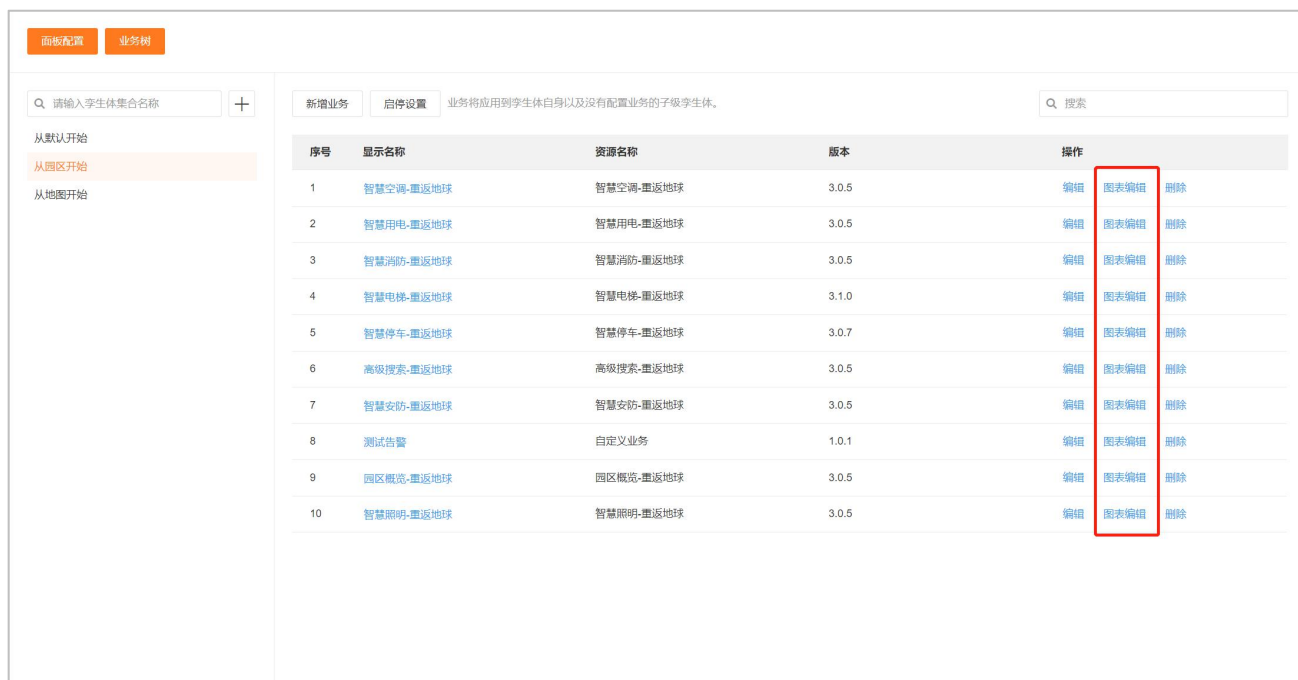 面板配置 业务树
请输入孪生体集合名称
新增业务 启停设置 业务将应用到孪生体自身以及没有配置业务的子级孪生体。 搜索
从默认开始
从园区开始
从地图开始
序号 显示名称 资源名称 版本 操作
1 智慧空调-重返地球 智慧空调-重返地球 3.0.5 编辑 图表编辑 删除
2 智慧用电-重返地球 智慧用电-重返地球 3.0.5 编辑 图表编辑 删除
3 智慧消防-重返地球 智慧消防-重返地球 3.0.5 编辑 图表编辑 删除
4 智慧电梯-重返地球 智慧电梯-重返地球 3.1.0 编辑 图表编辑 删除
5 智慧停车-重返地球 智慧停车-重返地球 3.0.7 编辑 图表编辑 删除
6 高级搜索-重返地球 高级搜索-重返地球 3.0.5 编辑 图表编辑 删除
7 智慧安防-重返地球 智慧安防-重返地球 3.0.5 编辑 图表编辑 删除
8 测试告警 自定义业务 1.0.1 编辑 图表编辑 删除
9 园区概览-重返地球 园区概览-重返地球 3.0.5 编辑 图表编辑 删除
10 智慧照明-重返地球 智慧照明-重返地球 3.0.5 编辑 图表编辑 删除